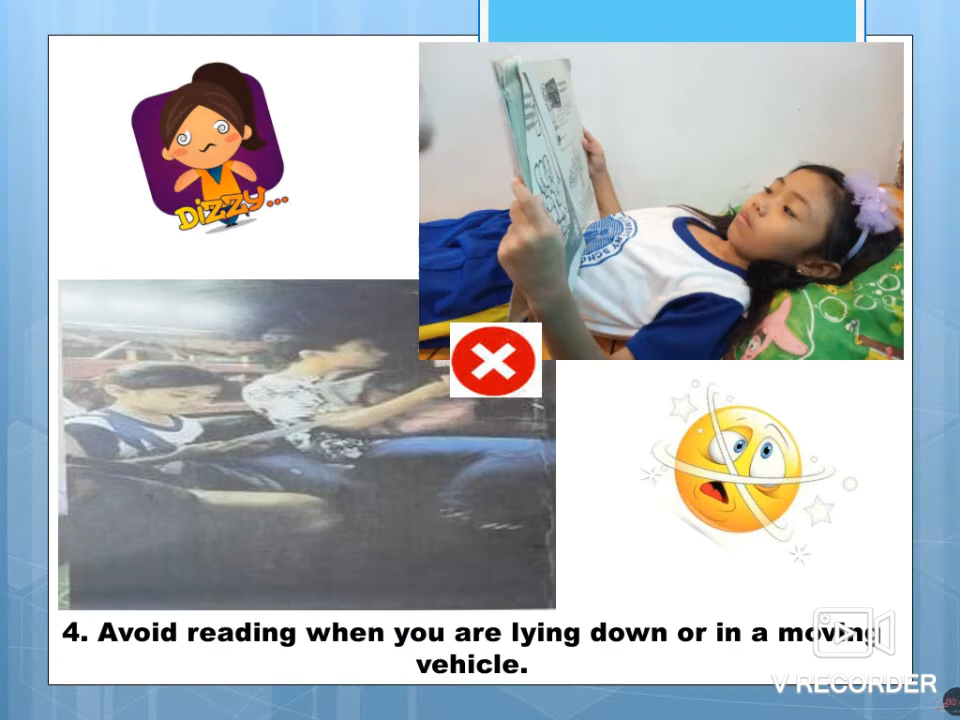 Dizzy...
4. Avoid reading when you are lying down or in a moving
vehicle.
V RECORDER